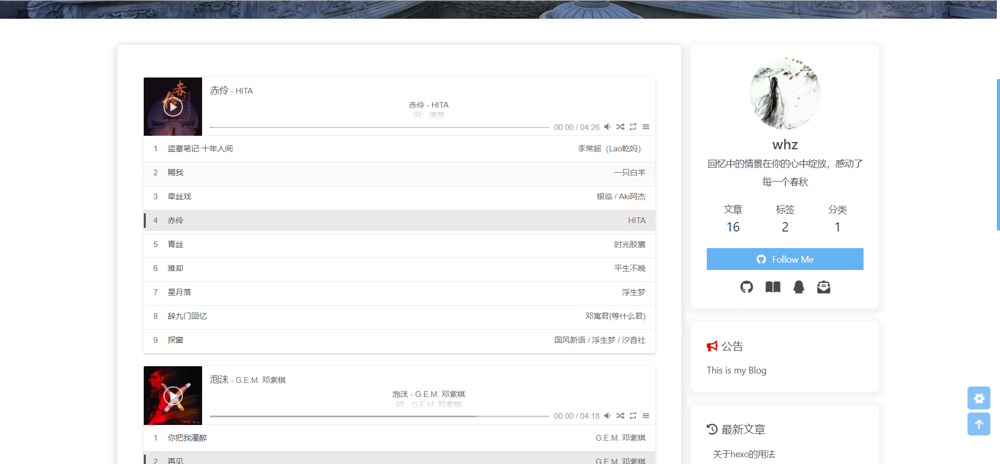 赤伶
赤伶 - HITA
赤伶 - HITA
词：清彦
00:00 / 04:26
1 盗墓笔记·十年人间 李常超（Lao乾妈）
2 赐我 一只白羊
3 牵丝戏 银临 / Aki阿杰
4 赤伶 HITA
5 青丝 时光胶囊
6 难却 平生不晚
7 星月落 浮生梦
8 辞九门回忆 邓寓君(等什么君)
9 探窗 国风新语 / 浮生梦 / 汐音社
泡沫 - G.E.M. 邓紫棋
泡沫 - G.E.M. 邓紫棋
词：G.E.M. 邓紫棋
00:00 / 04:18
1 你把我灌醉 G.E.M. 邓紫棋
2 再见 G.E.M. 邓紫棋
whz
回忆中的情景在你的心中绽放，感动了
每一个春秋
文章 标签 分类
16 2 1
Follow Me
公告
This is my Blog
最新文章
关于hexo的用法